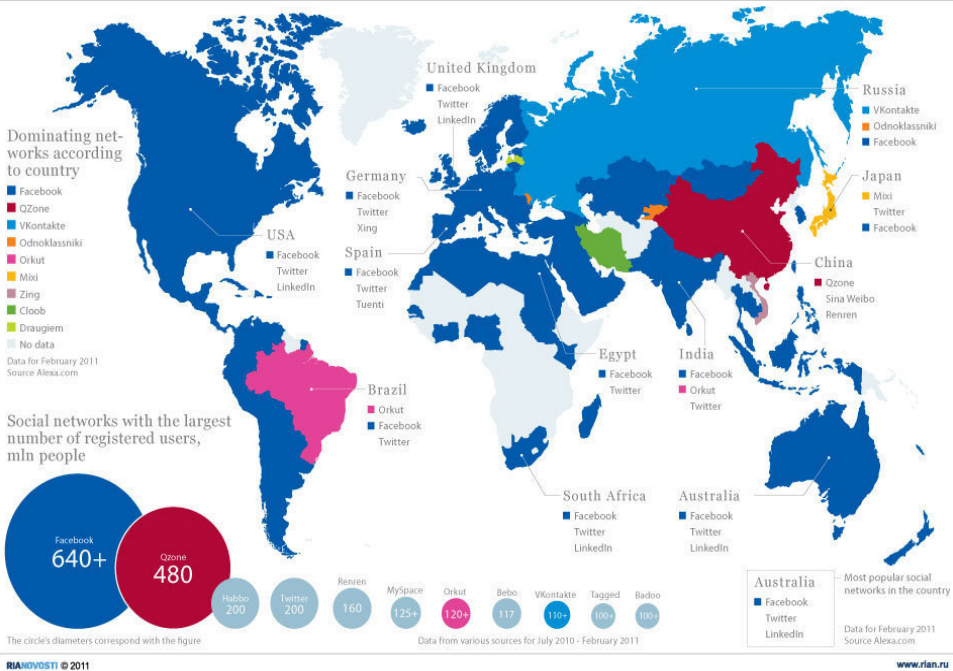 Dominating net-
works according
to country
Facebook
QZone
VKontakte
Odnoklassniki
Orkut
Mixi
Zing
Cloob
Draugiem
No data
Data for February 2011
Source Alexa.com
United Kingdom
Facebook
Twitter
LinkedIn
Germany
Facebook
Twitter
Xing
Spain
Facebook
Twitter
Tuenti
USA
Facebook
Twitter
LinkedIn
Russia
VKontakte
Odnoklassniki
Facebook
Japan
Mixi
Twitter
Facebook
China
Qzone
Sina Weibo
Renren
Egypt
Facebook
Twitter
India
Facebook
Orkut
Twitter
Brazil
Orkut
Facebook
Twitter
South Africa
Facebook
Twitter
LinkedIn
Australia
Facebook
Twitter
LinkedIn
Social networks with the largest
number of registered users,
mln people
Facebook
640+
Qzone
480
Habbo
200
Twitter
200
Renren
160
MySpace
125+
Orkut
120+
Bebo
117
VKontakte
110+
Tagged
100+
Badoo
100+
The circle's diameters correspond with the figure
Data from various sources for July 2010 - February 2011
Australia
Facebook
Twitter
LinkedIn
Most popular social
networks in the country
Data for February 2011
Source Alexa.com
RIANOVOSTI © 2011
www.rian.ru